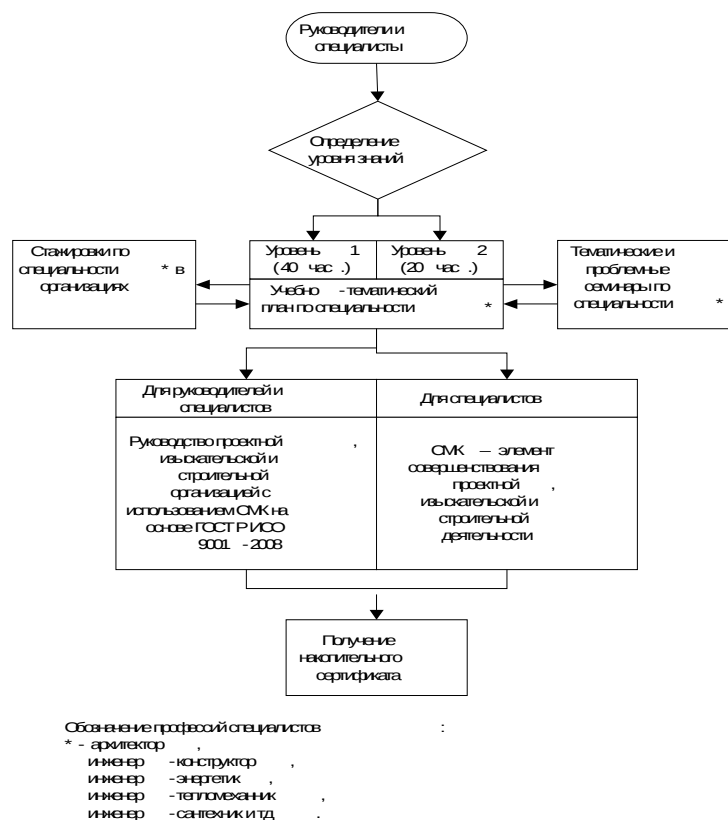 Руководители и
специалисты
Определение
уровня знаний
Стажировки по
специальности * в
организациях
Уровень 1
(40 час.)
Уровень 2
(20 час.)
Учебно-тематический
план по специальности *
Тематические и
проблемные
семинары по
специальности *
Для руководителей и
специалистов
Для специалистов
Руководство проектной,
изыскательской и
строительной
организацией с
использованием СМК на
основе ГОСТ Р ИСО
9001-2008
СМК – элемент
совершенствования
проектной,
изыскательской и
строительной
деятельности
Получение
накопительного
сертификата
Обозначение профессий специалистов:
* - архитектор,
инженер-конструктор,
инженер-энергетик,
инженер-тепломеханник,
инженер-сантехник и тд.